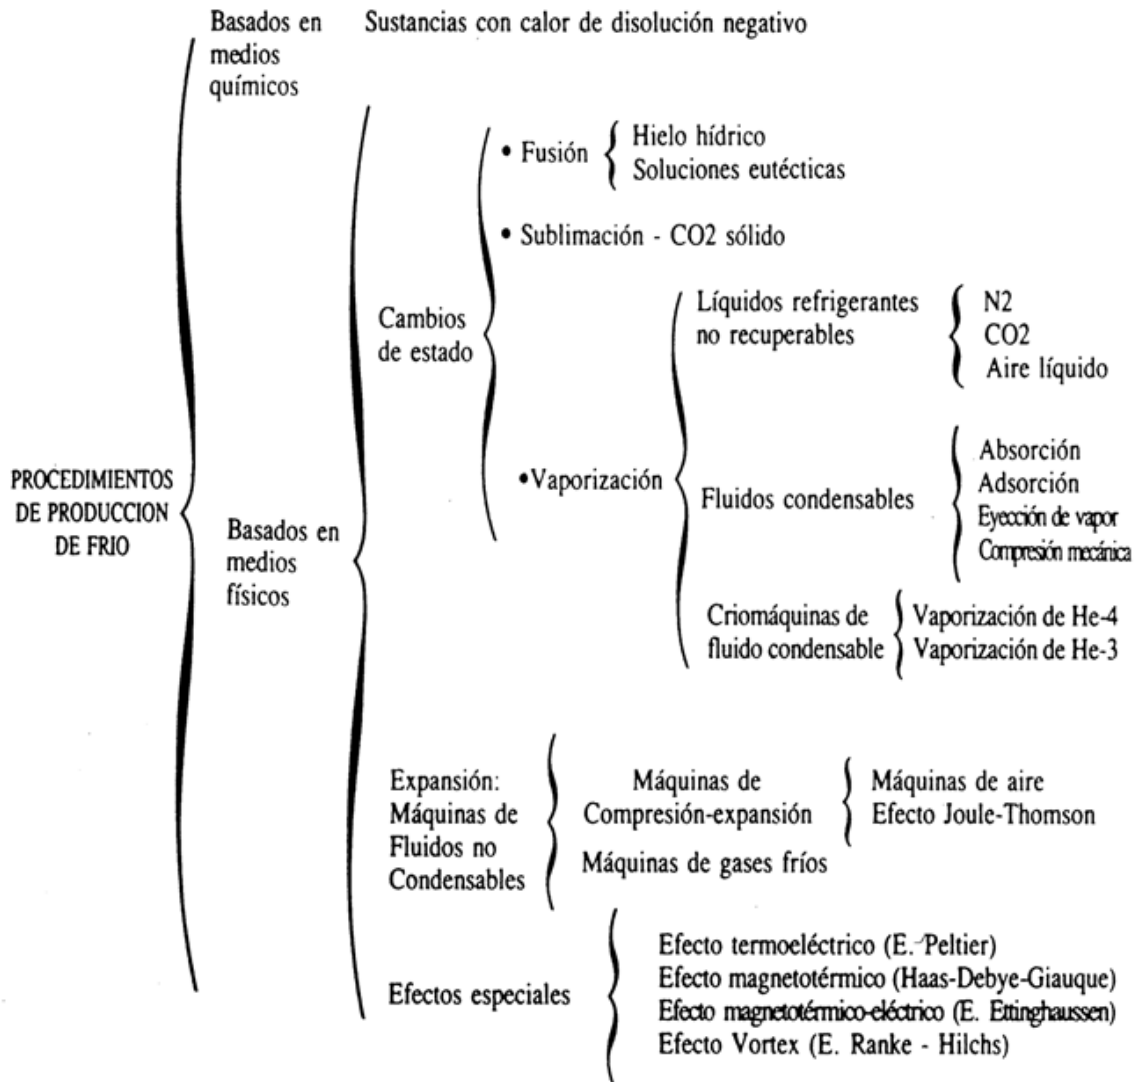 Basados en
medios
químicos
Sustancias con calor de disolución negativo
PROCEDIMIENTOS
DE PRODUCCION
DE FRIO
Basados en
medios
físicos
Cambios
de estado
• Fusión
Hielo hídrico
Soluciones eutécticas
• Sublimación - CO2 sólido
•Vaporización
Líquidos refrigerantes
no recuperables
N2
CO2
Aire líquido
Fluidos condensables
Absorción
Adsorción
Eyección de vapor
Compresión mecánica
Criomáquinas de
fluido condensable
Vaporización de He-4
Vaporización de He-3
Expansión:
Máquinas de
Fluidos no
Condensables
Máquinas de
Compresión-expansión
Máquinas de aire
Efecto Joule-Thomson
Máquinas de gases fríos
Efectos especiales
Efecto termoeléctrico (E. Peltier)
Efecto magnetotérmico (Haas-Debye-Giauque)
Efecto magnetotérmico-eléctrico (E. Ettinghaussen)
Efecto Vortex (E. Ranke - Hilchs)